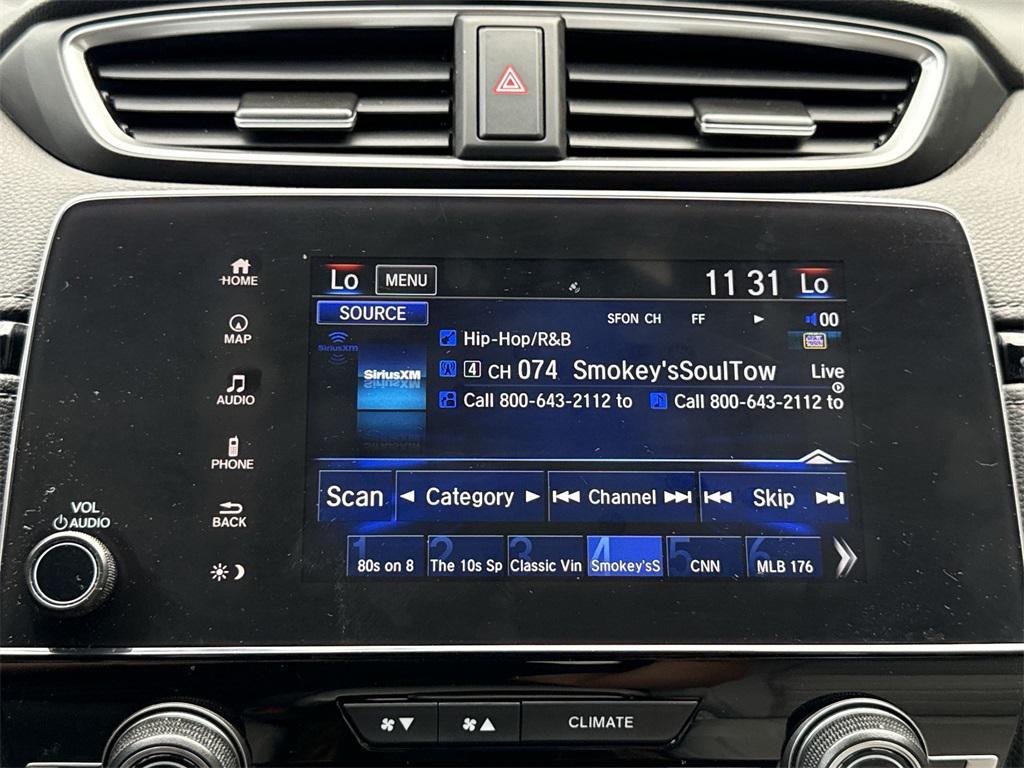 Lo MENU 11 31 Lo
HOME
SOURCE
SFON CH FF 00
SiriusXM
Hip-Hop/R&B
MAP
SiriusXM
4 CH 074 Smokey'sSoulTow Live
AUDIO
Call 800-643-2112 to Call 800-643-2112 to
PHONE
Scan Category Channel Skip
BACK
VOL
AUDIO
1 80s on 8
2 The 10s Sp
3 Classic Vin
4 Smokey'sS
5 CNN
6 MLB 176
CLIMATE